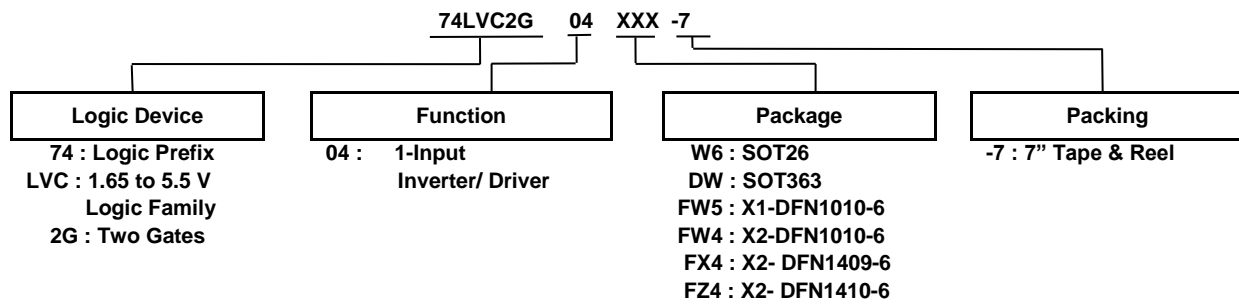 74LVC2G 04 XXX -7
Logic Device
74 : Logic Prefix
LVC : 1.65 to 5.5 V
Logic Family
2G : Two Gates
Function
04 : 1-Input
Inverter/ Driver
Package
W6 : SOT26
DW : SOT363
FW5 : X1-DFN1010-6
FW4 : X2-DFN1010-6
FX4 : X2- DFN1409-6
FZ4 : X2- DFN1410-6
Packing
-7 : 7” Tape & Reel